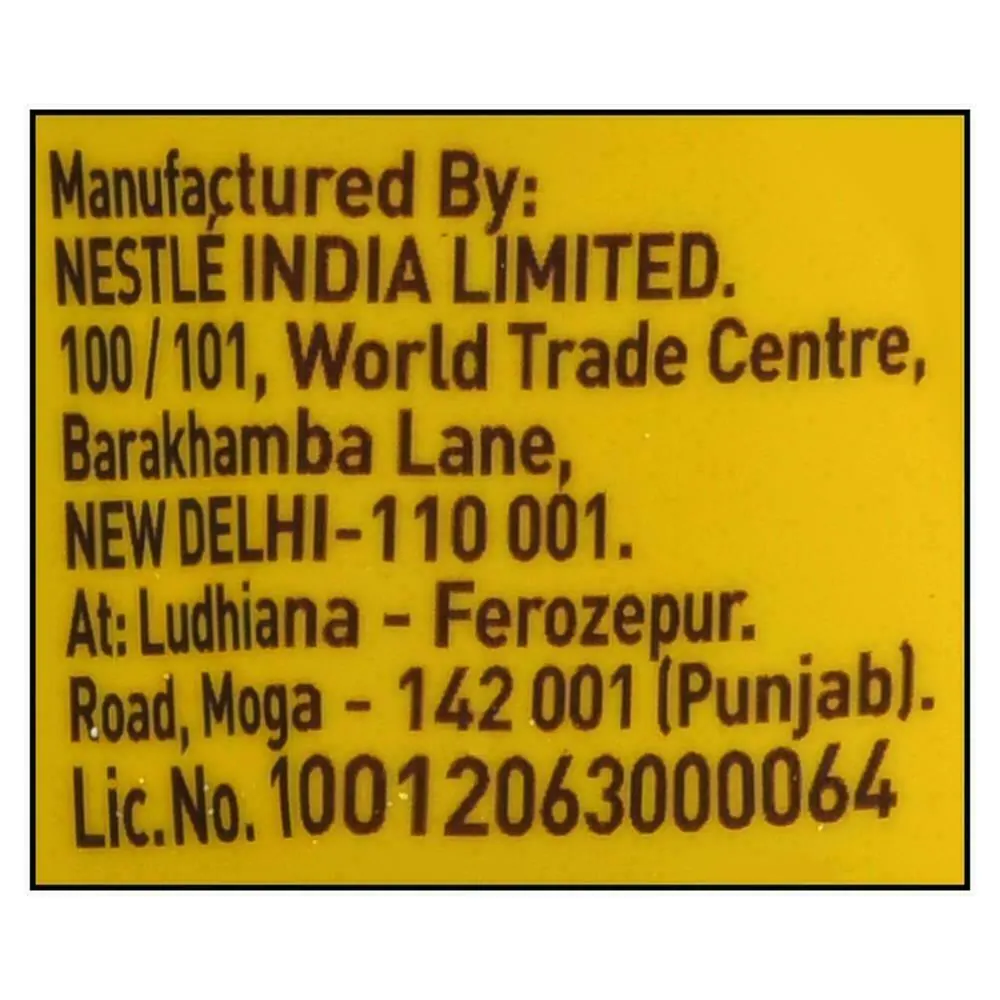 Manufactured By:
NESTLÉ INDIA LIMITED.
100/101, World Trade Centre,
Barakhamba Lane,
NEW DELHI-110 001.
At: Ludhiana - Ferozepur.
Road, Moga - 142 001 (Punjab).
Lic. No. 10012063000064